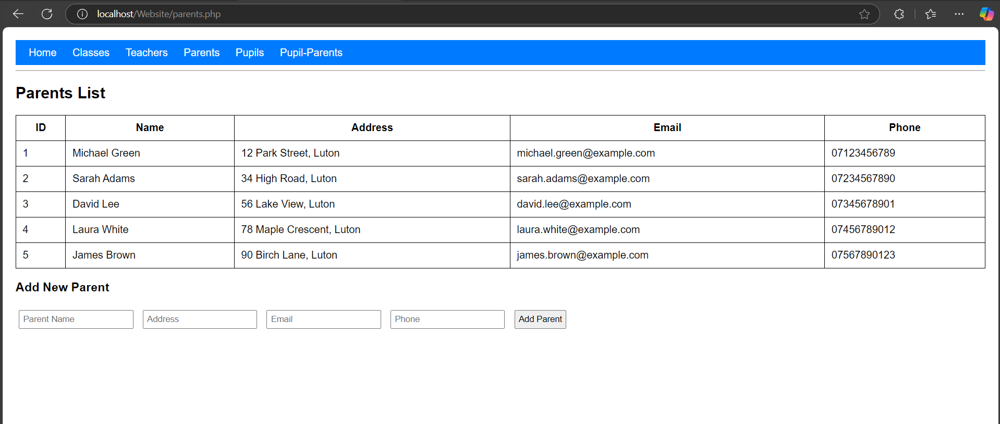 localhost/Website/parents.php
Home Classes Teachers Parents Pupils Pupil-Parents
Parents List
ID Name Address Email Phone
1 Michael Green 12 Park Street, Luton michael.green@example.com 07123456789
2 Sarah Adams 34 High Road, Luton sarah.adams@example.com 07234567890
3 David Lee 56 Lake View, Luton david.lee@example.com 07345678901
4 Laura White 78 Maple Crescent, Luton laura.white@example.com 07456789012
5 James Brown 90 Birch Lane, Luton james.brown@example.com 07567890123
Add New Parent
Parent Name Address Email Phone Add Parent